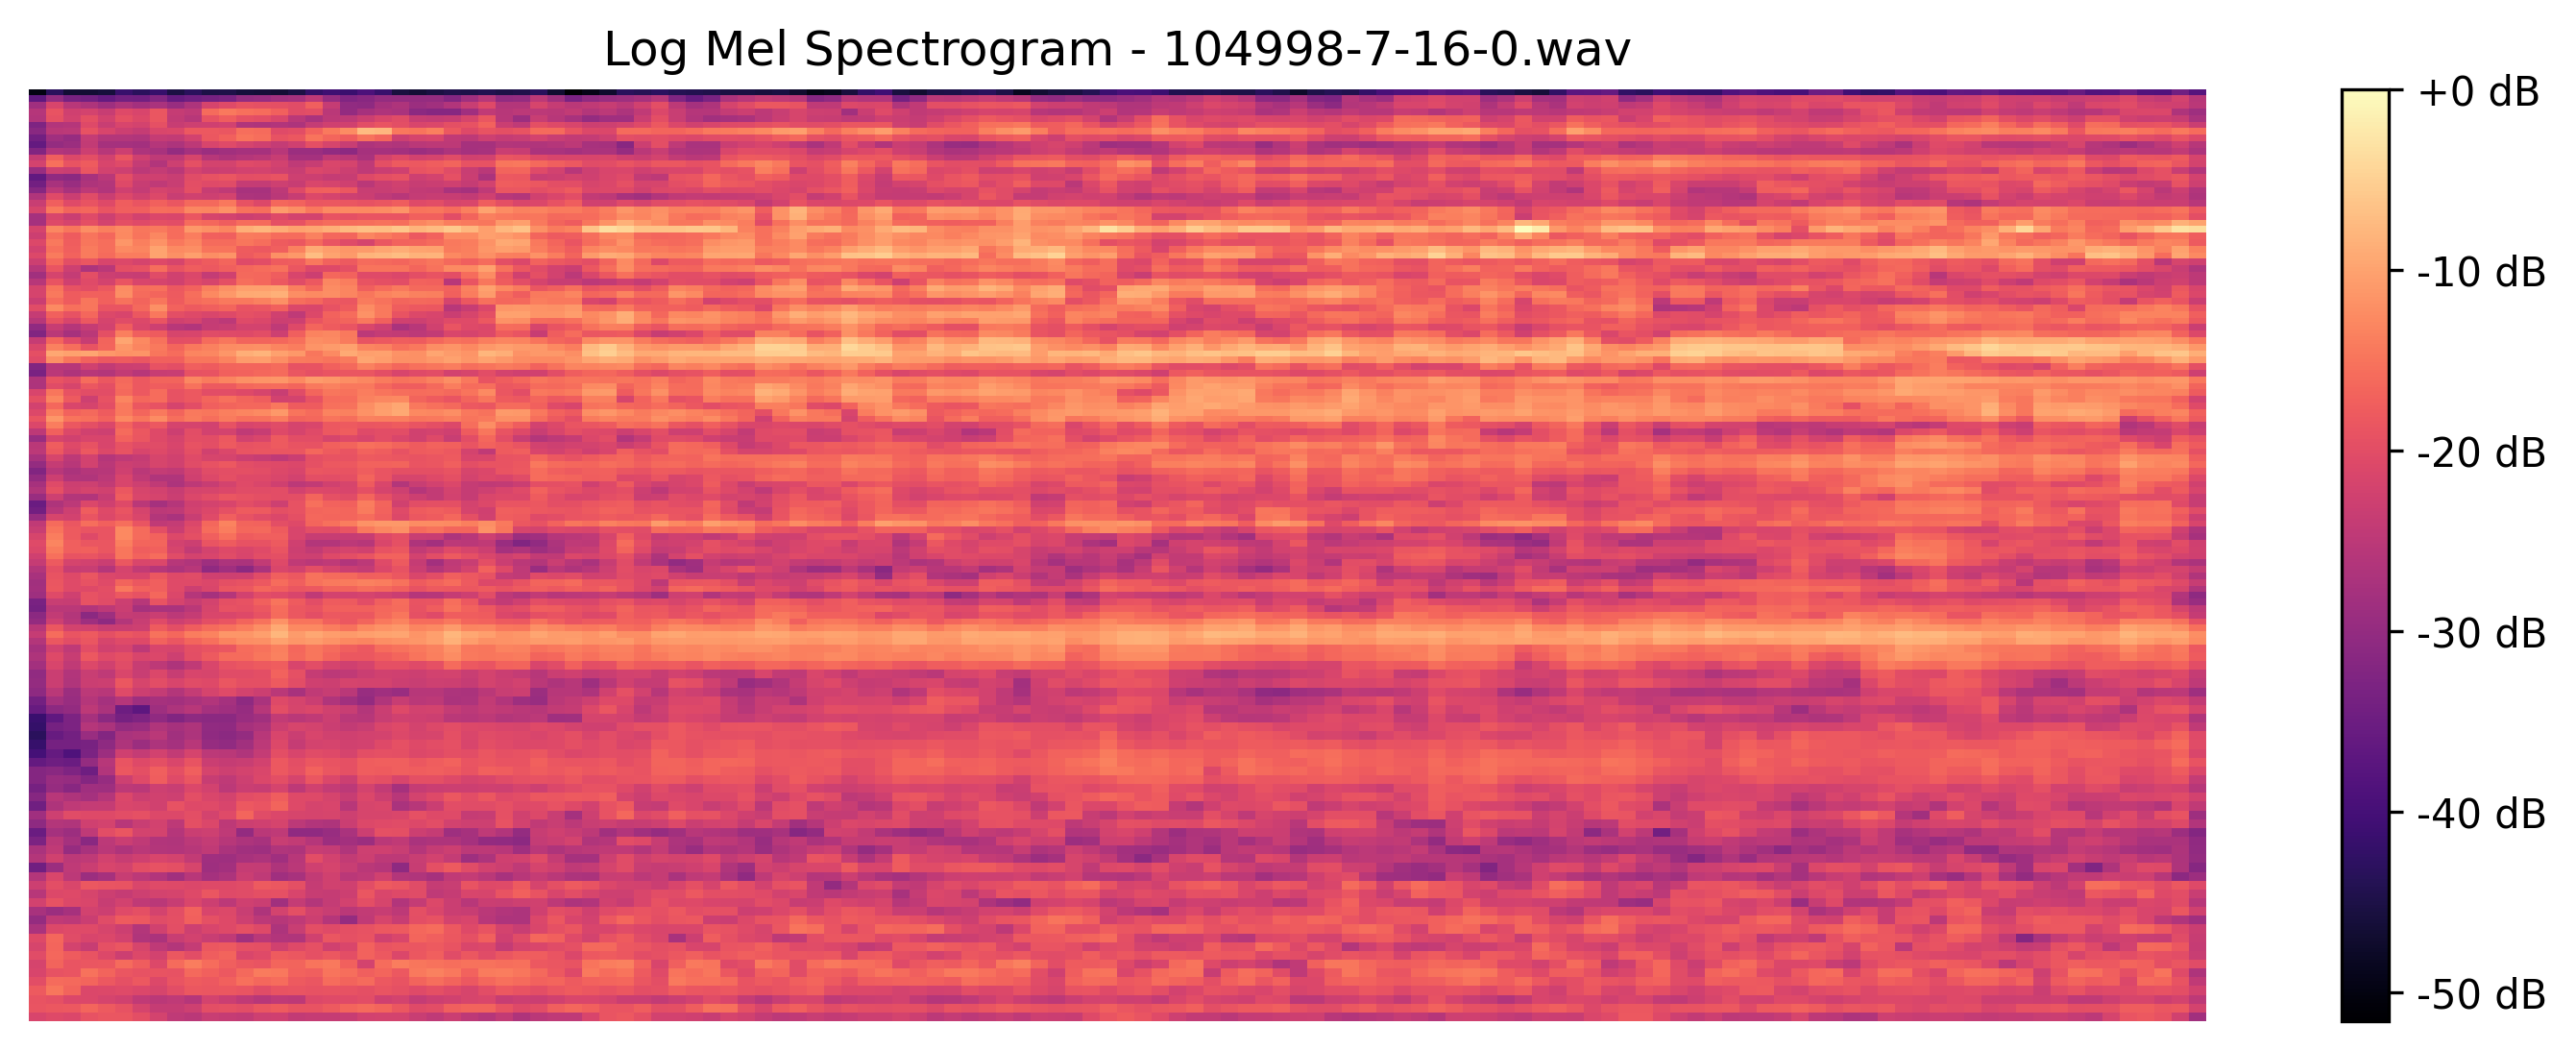 Log Mel Spectrogram - 104998-7-16-0.wav
+0 dB
-10 dB
-20 dB
-30 dB
-40 dB
-50 dB